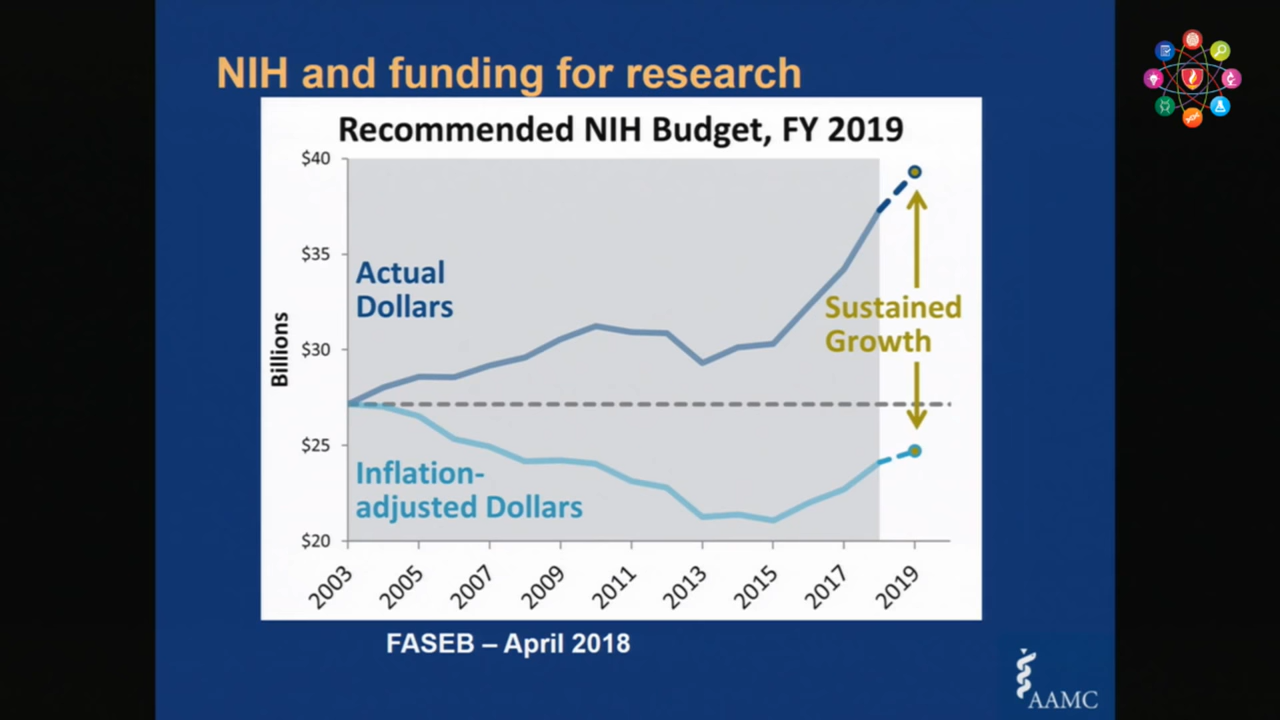 NIH and funding for research
Recommended NIH Budget, FY 2019
$40
$35
$30
$25
$20
Billions
Actual
Dollars
Sustained
Growth
Inflation-
adjusted Dollars
2003
2005
2007
2009
2011
2013
2015
2017
2019
FASEB – April 2018
AAMC